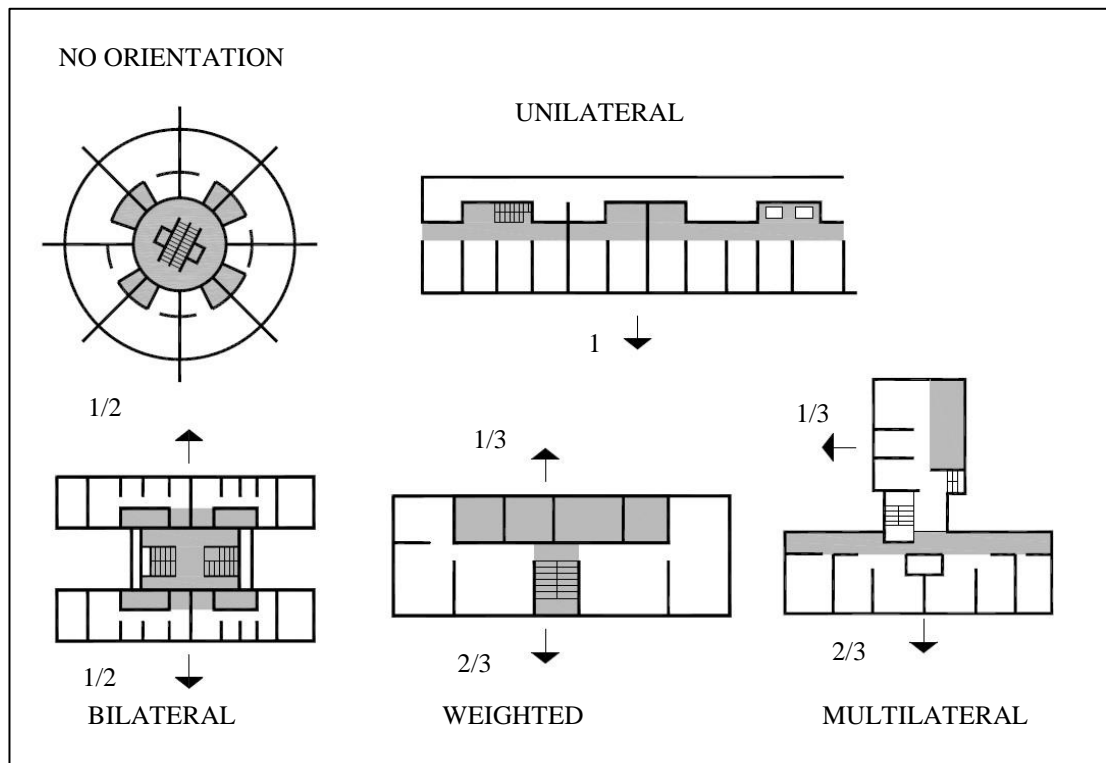 NO ORIENTATION
UNILATERAL
1
1/2
1/3
1/3
1/2
2/3
2/3
BILATERAL
WEIGHTED
MULTILATERAL